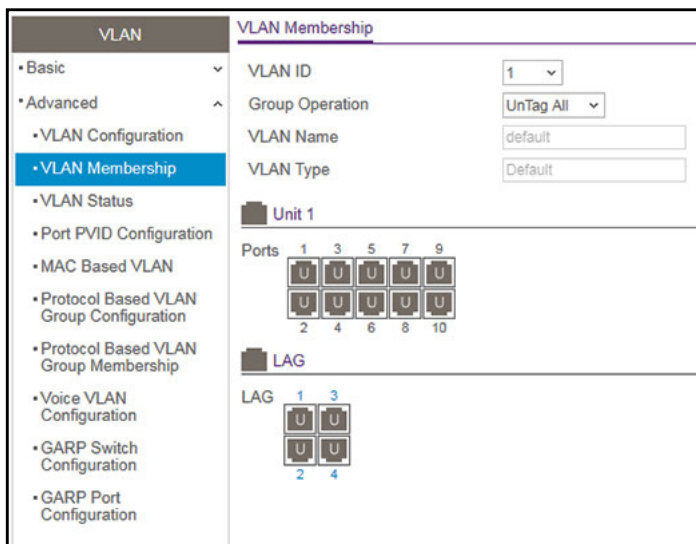 VLAN
• Basic
• Advanced
• VLAN Configuration
• VLAN Membership
• VLAN Status
• Port PVID Configuration
• MAC Based VLAN
• Protocol Based VLAN
Group Configuration
• Protocol Based VLAN
Group Membership
• Voice VLAN
Configuration
• GARP Switch
Configuration
• GARP Port
Configuration
VLAN Membership
VLAN ID 1
Group Operation UnTag All
VLAN Name default
VLAN Type Default
Unit 1
Ports 1 3 5 7 9
U U U U U
U U U U U
2 4 6 8 10
LAG
LAG 1 3
U U
U U
2 4